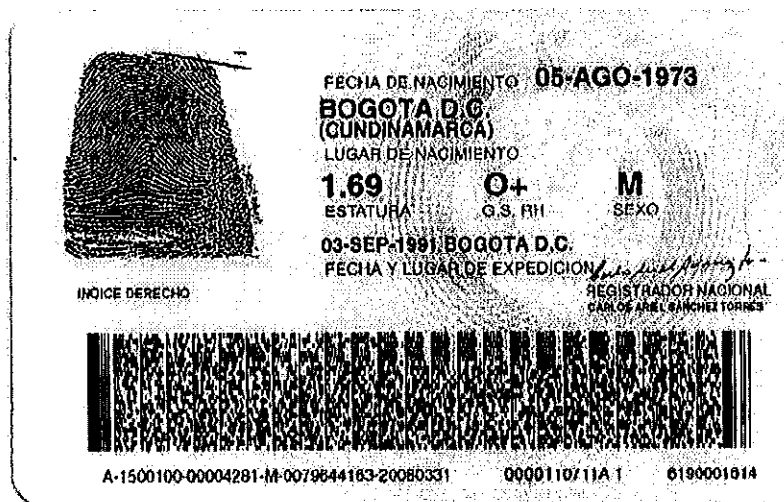 FECHA DE NACIMIENTO 05-AGO-1973
BOGOTA D.C.
(CUNDINAMARCA)
LUGAR DE NACIMIENTO
1.69 O+ M
ESTATURA G.S. RH SEXO
03-SEP-1991 BOGOTA D.C.
FECHA Y LUGAR DE EXPEDICION
INDICE DERECHO
REGISTRADOR NACIONAL
CARLOS ARIEL SANCHEZ TORRES
A-1500100-00004281-M-0079644163-20080331 0000110711A 1 6190001614